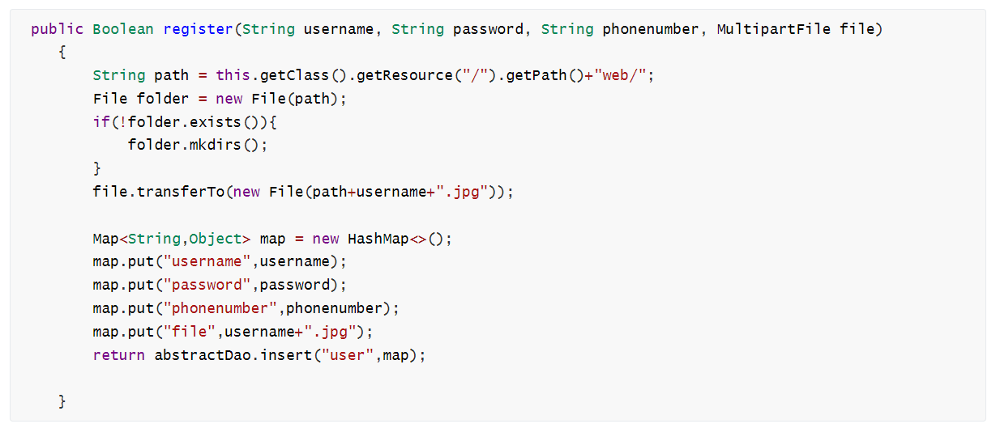 public Boolean register(String username, String password, String phonenumber, MultipartFile file)
{
String path = this.getClass().getResource("/").getPath()+"web/";
File folder = new File(path);
if(!folder.exists()){
folder.mkdirs();
}
file.transferTo(new File(path+username+".jpg"));
Map<String,Object> map = new HashMap<>();
map.put("username",username);
map.put("password",password);
map.put("phonenumber",phonenumber);
map.put("file",username+".jpg");
return abstractDao.insert("user",map);
}